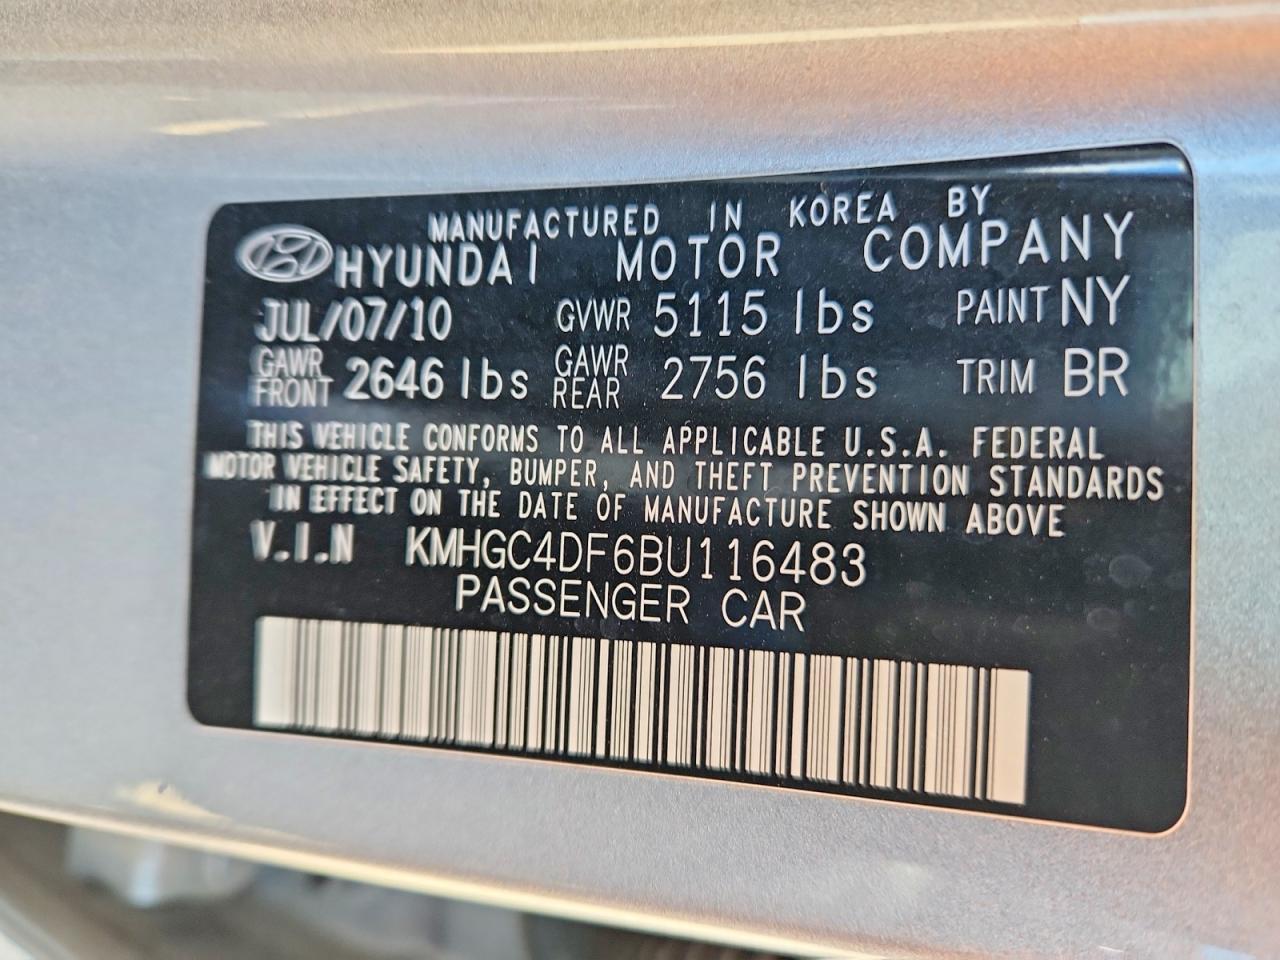 MANUFACTURED IN KOREA BY
HYUNDAI MOTOR COMPANY
JUL/07/10 GVWR 5115 lbs PAINT NY
GAWR FRONT 2646 lbs GAWR REAR 2756 lbs TRIM BR
THIS VEHICLE CONFORMS TO ALL APPLICABLE U.S.A. FEDERAL
MOTOR VEHICLE SAFETY, BUMPER, AND THEFT PREVENTION STANDARDS
IN EFFECT ON THE DATE OF MANUFACTURE SHOWN ABOVE
V.I.N KMHGC4DF6BU116483
PASSENGER CAR